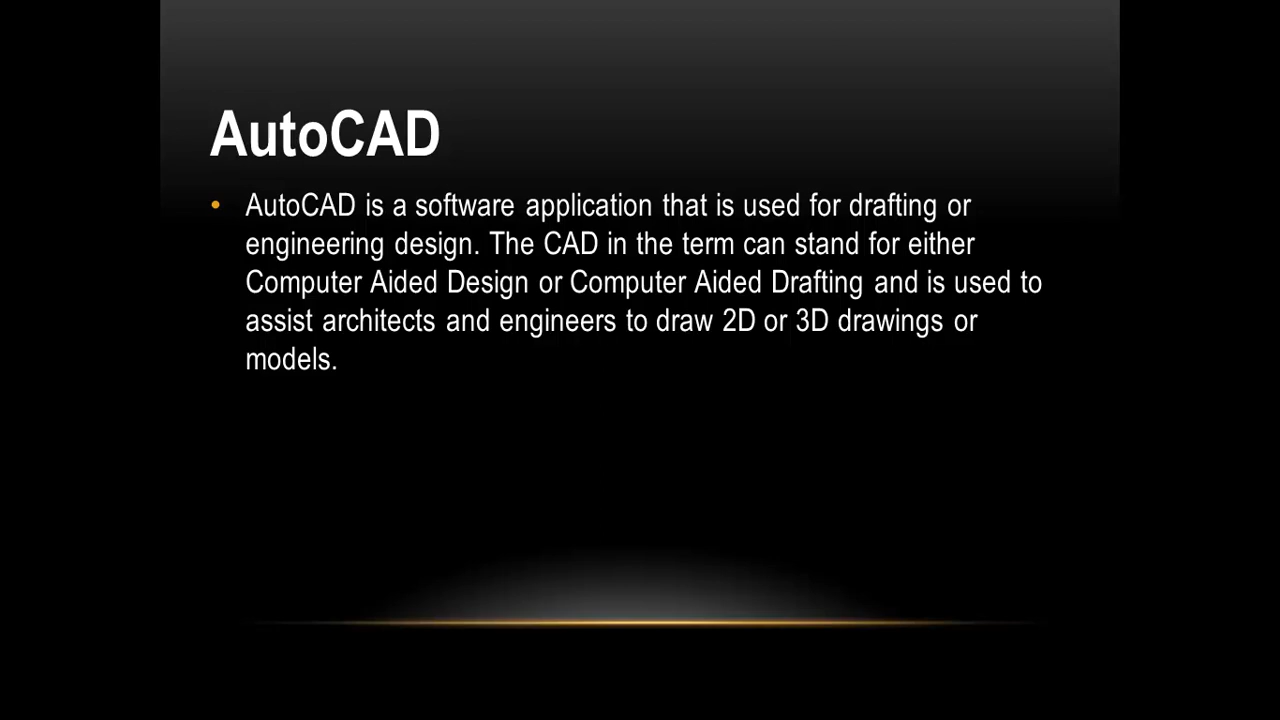 AutoCAD
• AutoCAD is a software application that is used for drafting or
engineering design. The CAD in the term can stand for either
Computer Aided Design or Computer Aided Drafting and is used to
assist architects and engineers to draw 2D or 3D drawings or
models.